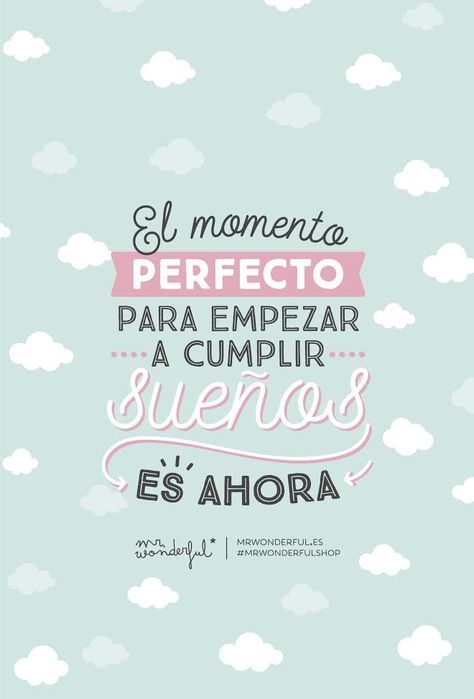 El momento
PERFECTO
PARA EMPEZAR
A CUMPLIR
sueños
ES AHORA
mr.
wonderful*
MRWONDERFUL.ES
#MRWONDERFULSHOP